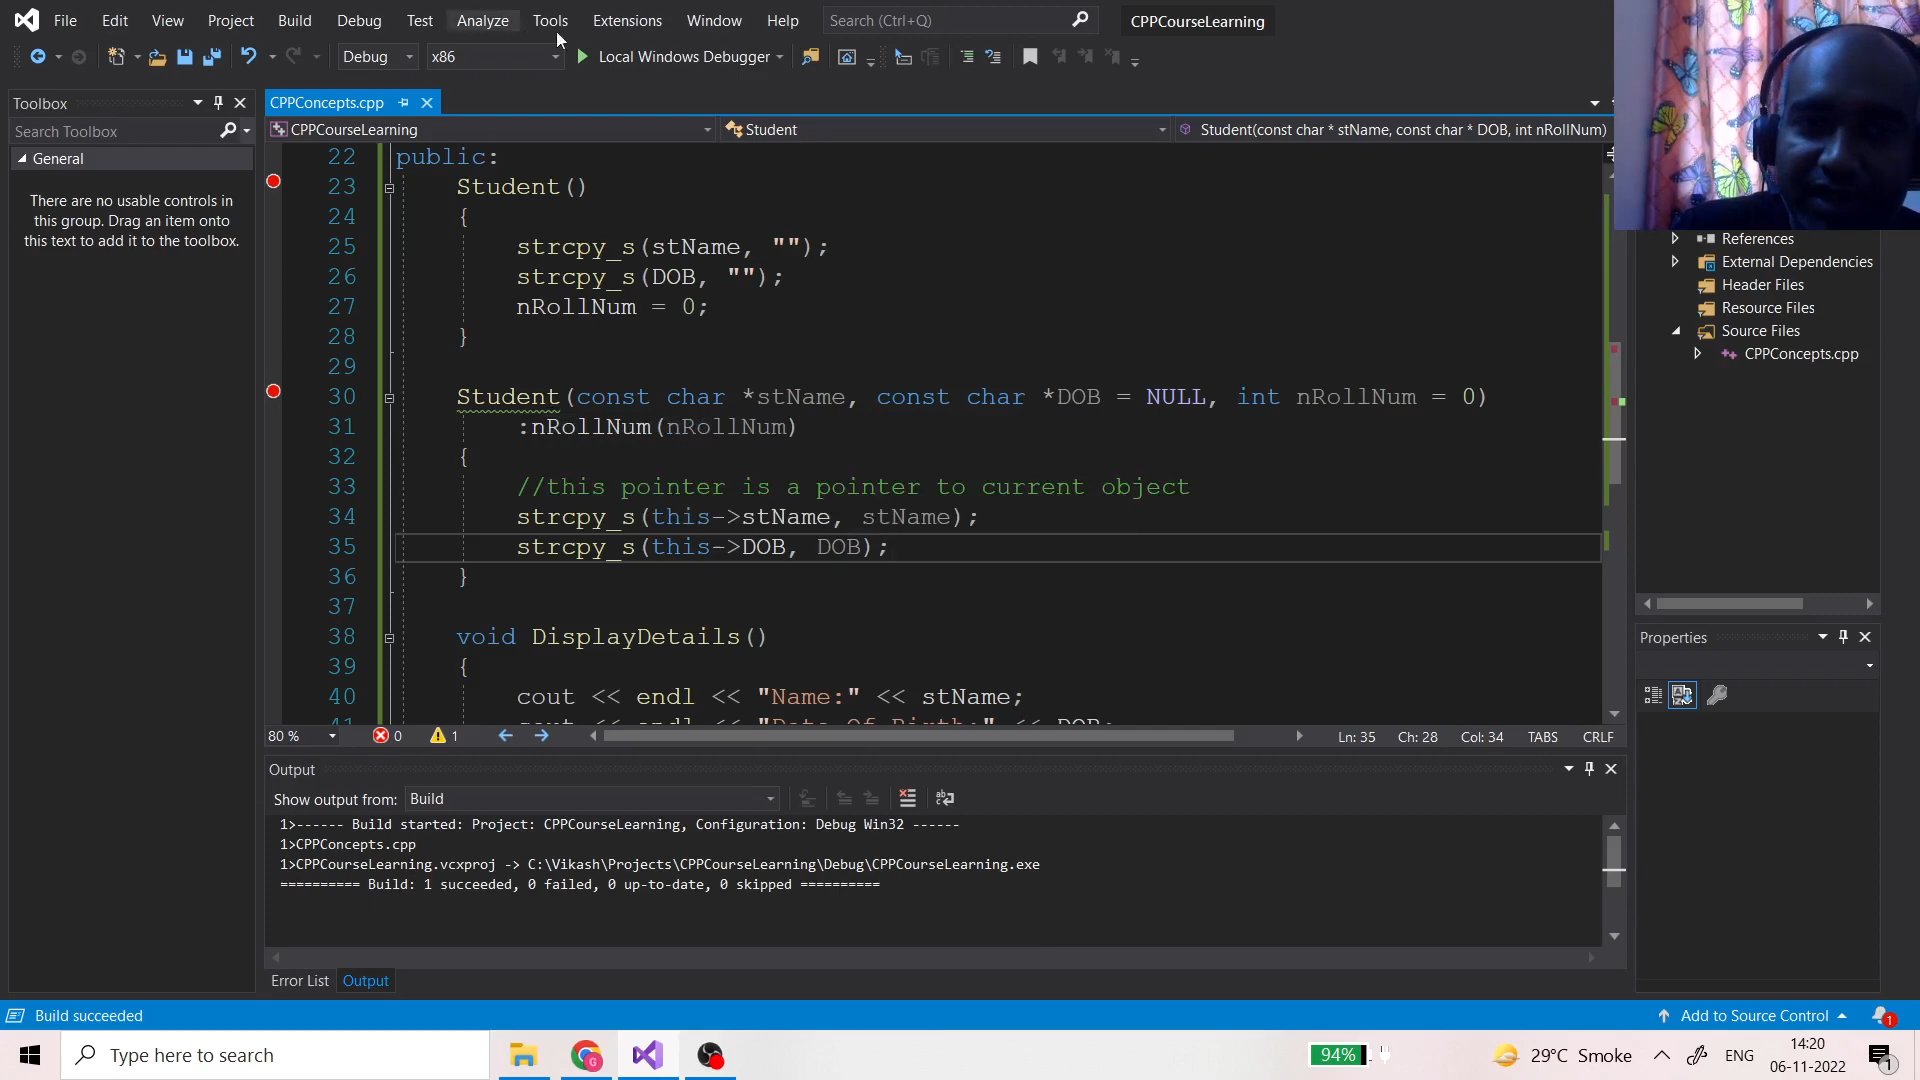 File Edit View Project Build Debug Test Analyze Tools Extensions Window Help Search (Ctrl+Q) CPPCourseLearning
Debug x86 Local Windows Debugger
Toolbox
Search Toolbox
General
There are no usable controls in
this group. Drag an item onto
this text to add it to the toolbox.
CPPConcepts.cpp
CPPCourseLearning Student Student(const char * stName, const char * DOB, int nRollNum)
22 public:
23 Student()
24 {
25 strcpy_s(stName, "");
26 strcpy_s(DOB, "");
27 nRollNum = 0;
28 }
29
30 Student(const char *stName, const char *DOB = NULL, int nRollNum = 0)
31 :nRollNum(nRollNum)
32 {
33 //this pointer is a pointer to current object
34 strcpy_s(this->stName, stName);
35 strcpy_s(this->DOB, DOB);
36 }
37
38 void DisplayDetails()
39 {
40 cout << endl << "Name:" << stName;
41 cout << endl << "Date Of Birth:" << DOB;
80 % 0 1 Ln: 35 Ch: 28 Col: 34 TABS CRLF
Output
Show output from: Build
1>------ Build started: Project: CPPCourseLearning, Configuration: Debug Win32 ------
1>CPPConcepts.cpp
1>CPPCourseLearning.vcxproj -> C:\Vikash\Projects\CPPCourseLearning\Debug\CPPCourseLearning.exe
========== Build: 1 succeeded, 0 failed, 0 up-to-date, 0 skipped ==========
Error List Output
References
External Dependencies
Header Files
Resource Files
Source Files
CPPConcepts.cpp
Properties
Build succeeded Add to Source Control 1
Type here to search 94% 29°C Smoke ENG 14:20
06-11-2022 1